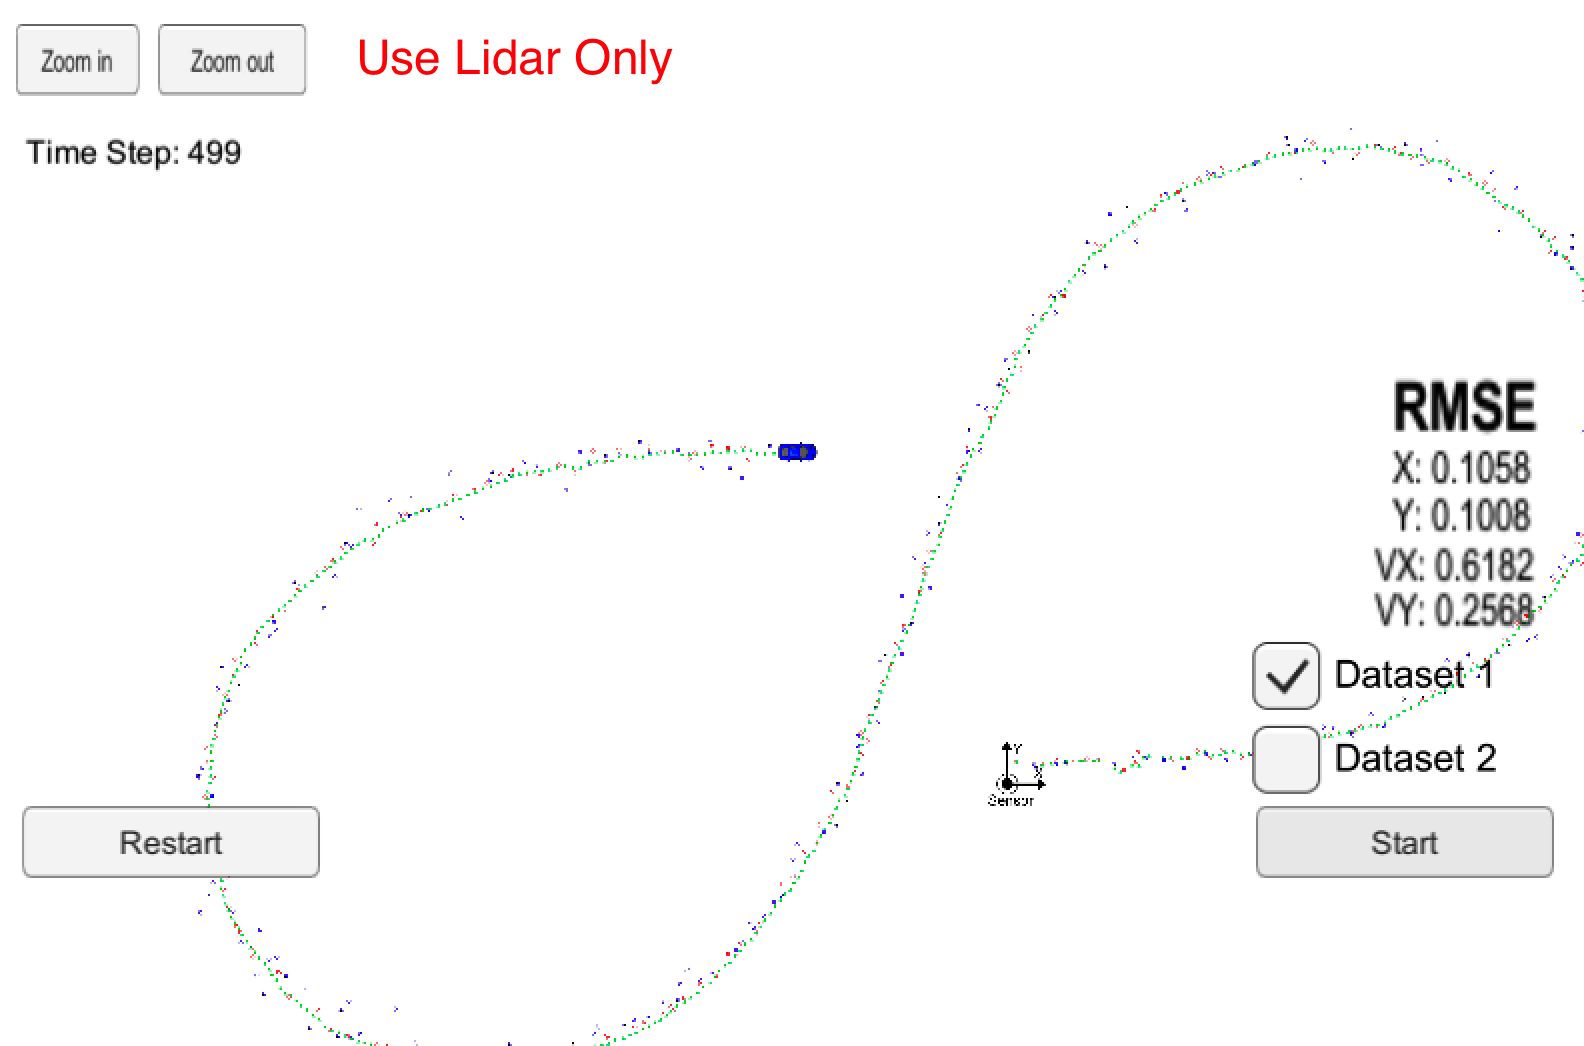 Zoom in
Zoom out
Use Lidar Only
Time Step: 499
RMSE
X: 0.1058
Y: 0.1008
VX: 0.6182
VY: 0.2568
Dataset 1
Dataset 2
Y
X
Sensor
Restart
Start